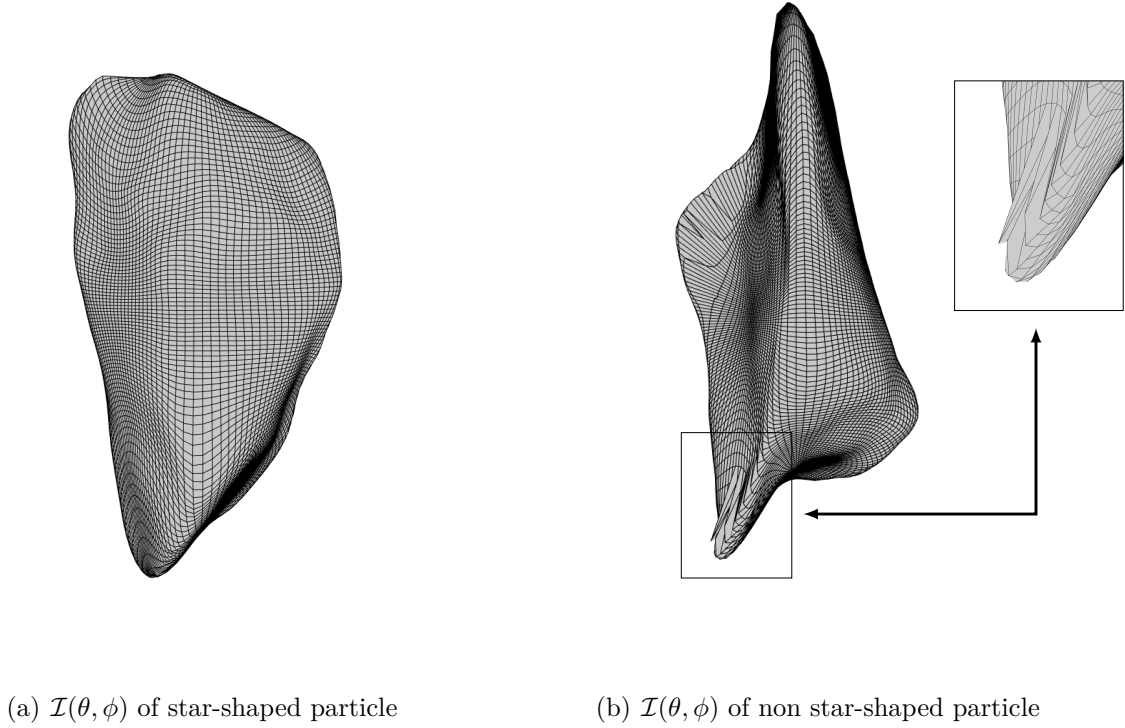 (a) $\mathcal{I}(\theta, \phi)$ of star-shaped particle
(b) $\mathcal{I}(\theta, \phi)$ of non star-shaped particle